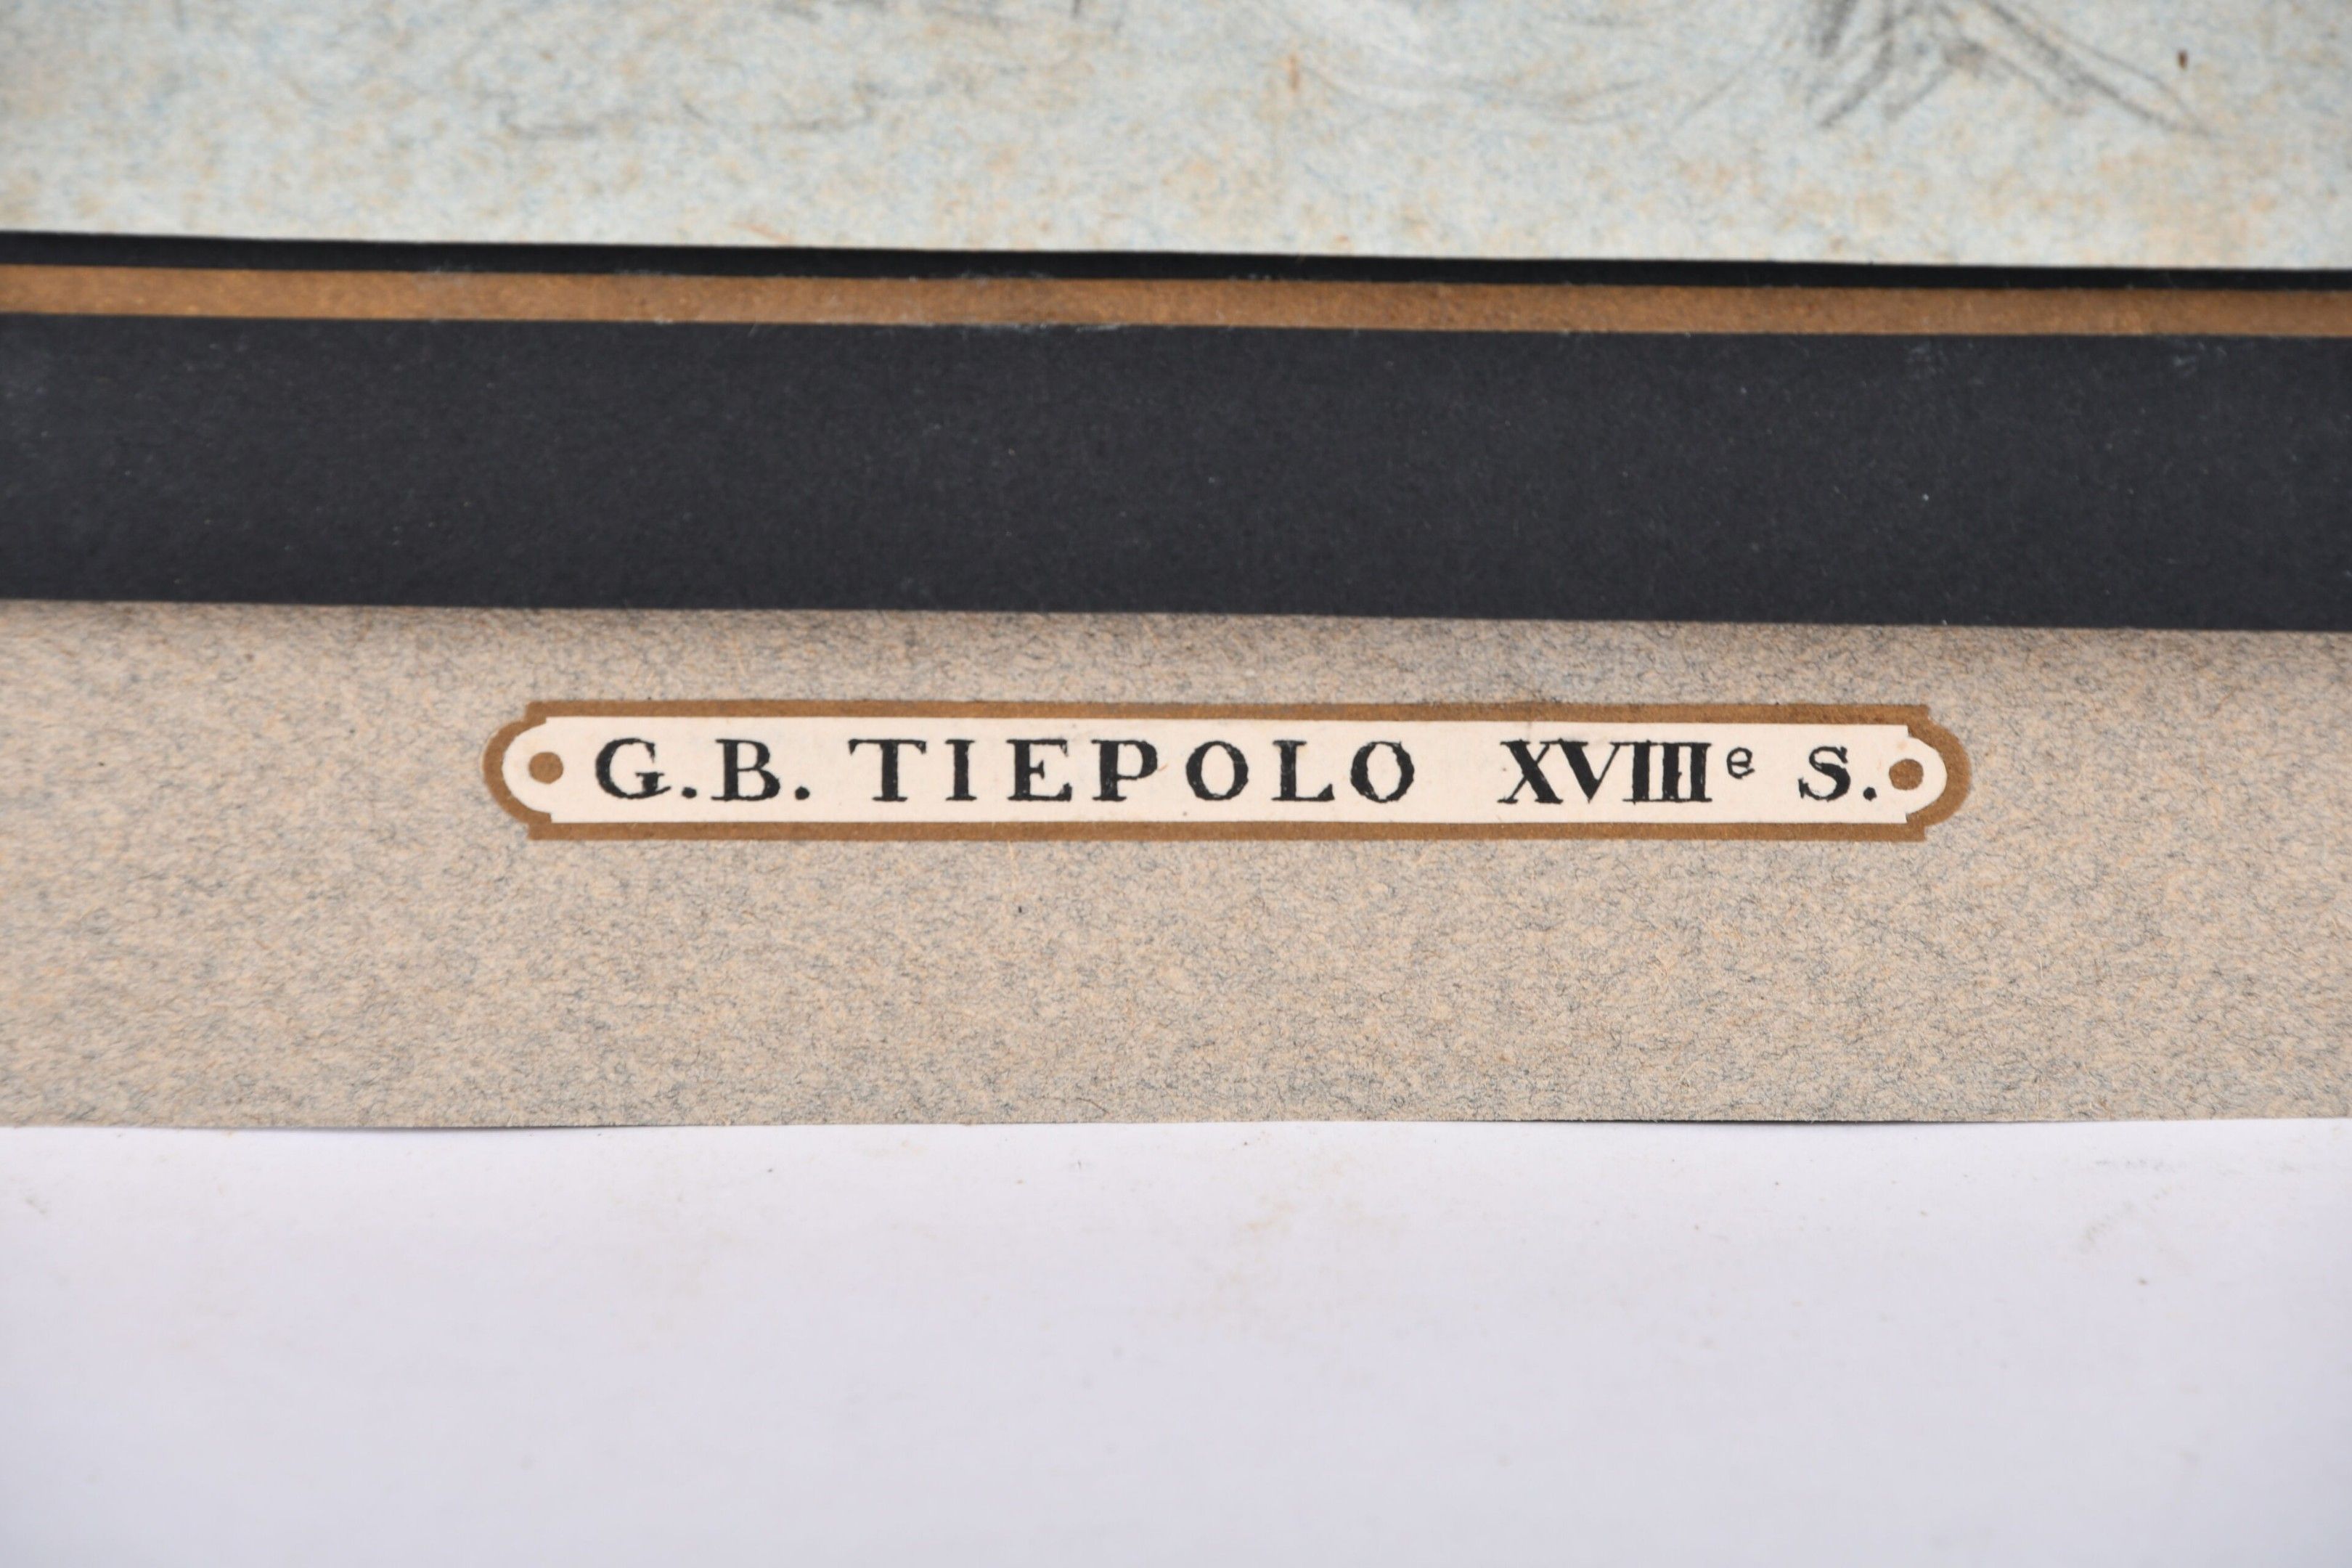 G.B. TIEPOLO XVIIIe S.